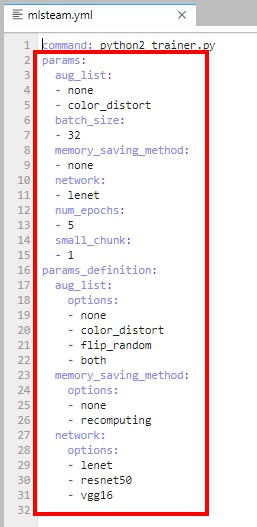 mlsteam.yml ×
1 command: python2 trainer.py
2 params:
3   aug_list:
4   - none
5   - color_distort
6   batch_size:
7   - 32
8   memory_saving_method:
9   - none
10   network:
11   - lenet
12   num_epochs:
13   - 5
14   small_chunk:
15   - 1
16 params_definition:
17   aug_list:
18     options:
19     - none
20     - color_distort
21     - flip_random
22     - both
23   memory_saving_method:
24     options:
25     - none
26     - recomputing
27   network:
28     options:
29     - lenet
30     - resnet50
31     - vgg16
32